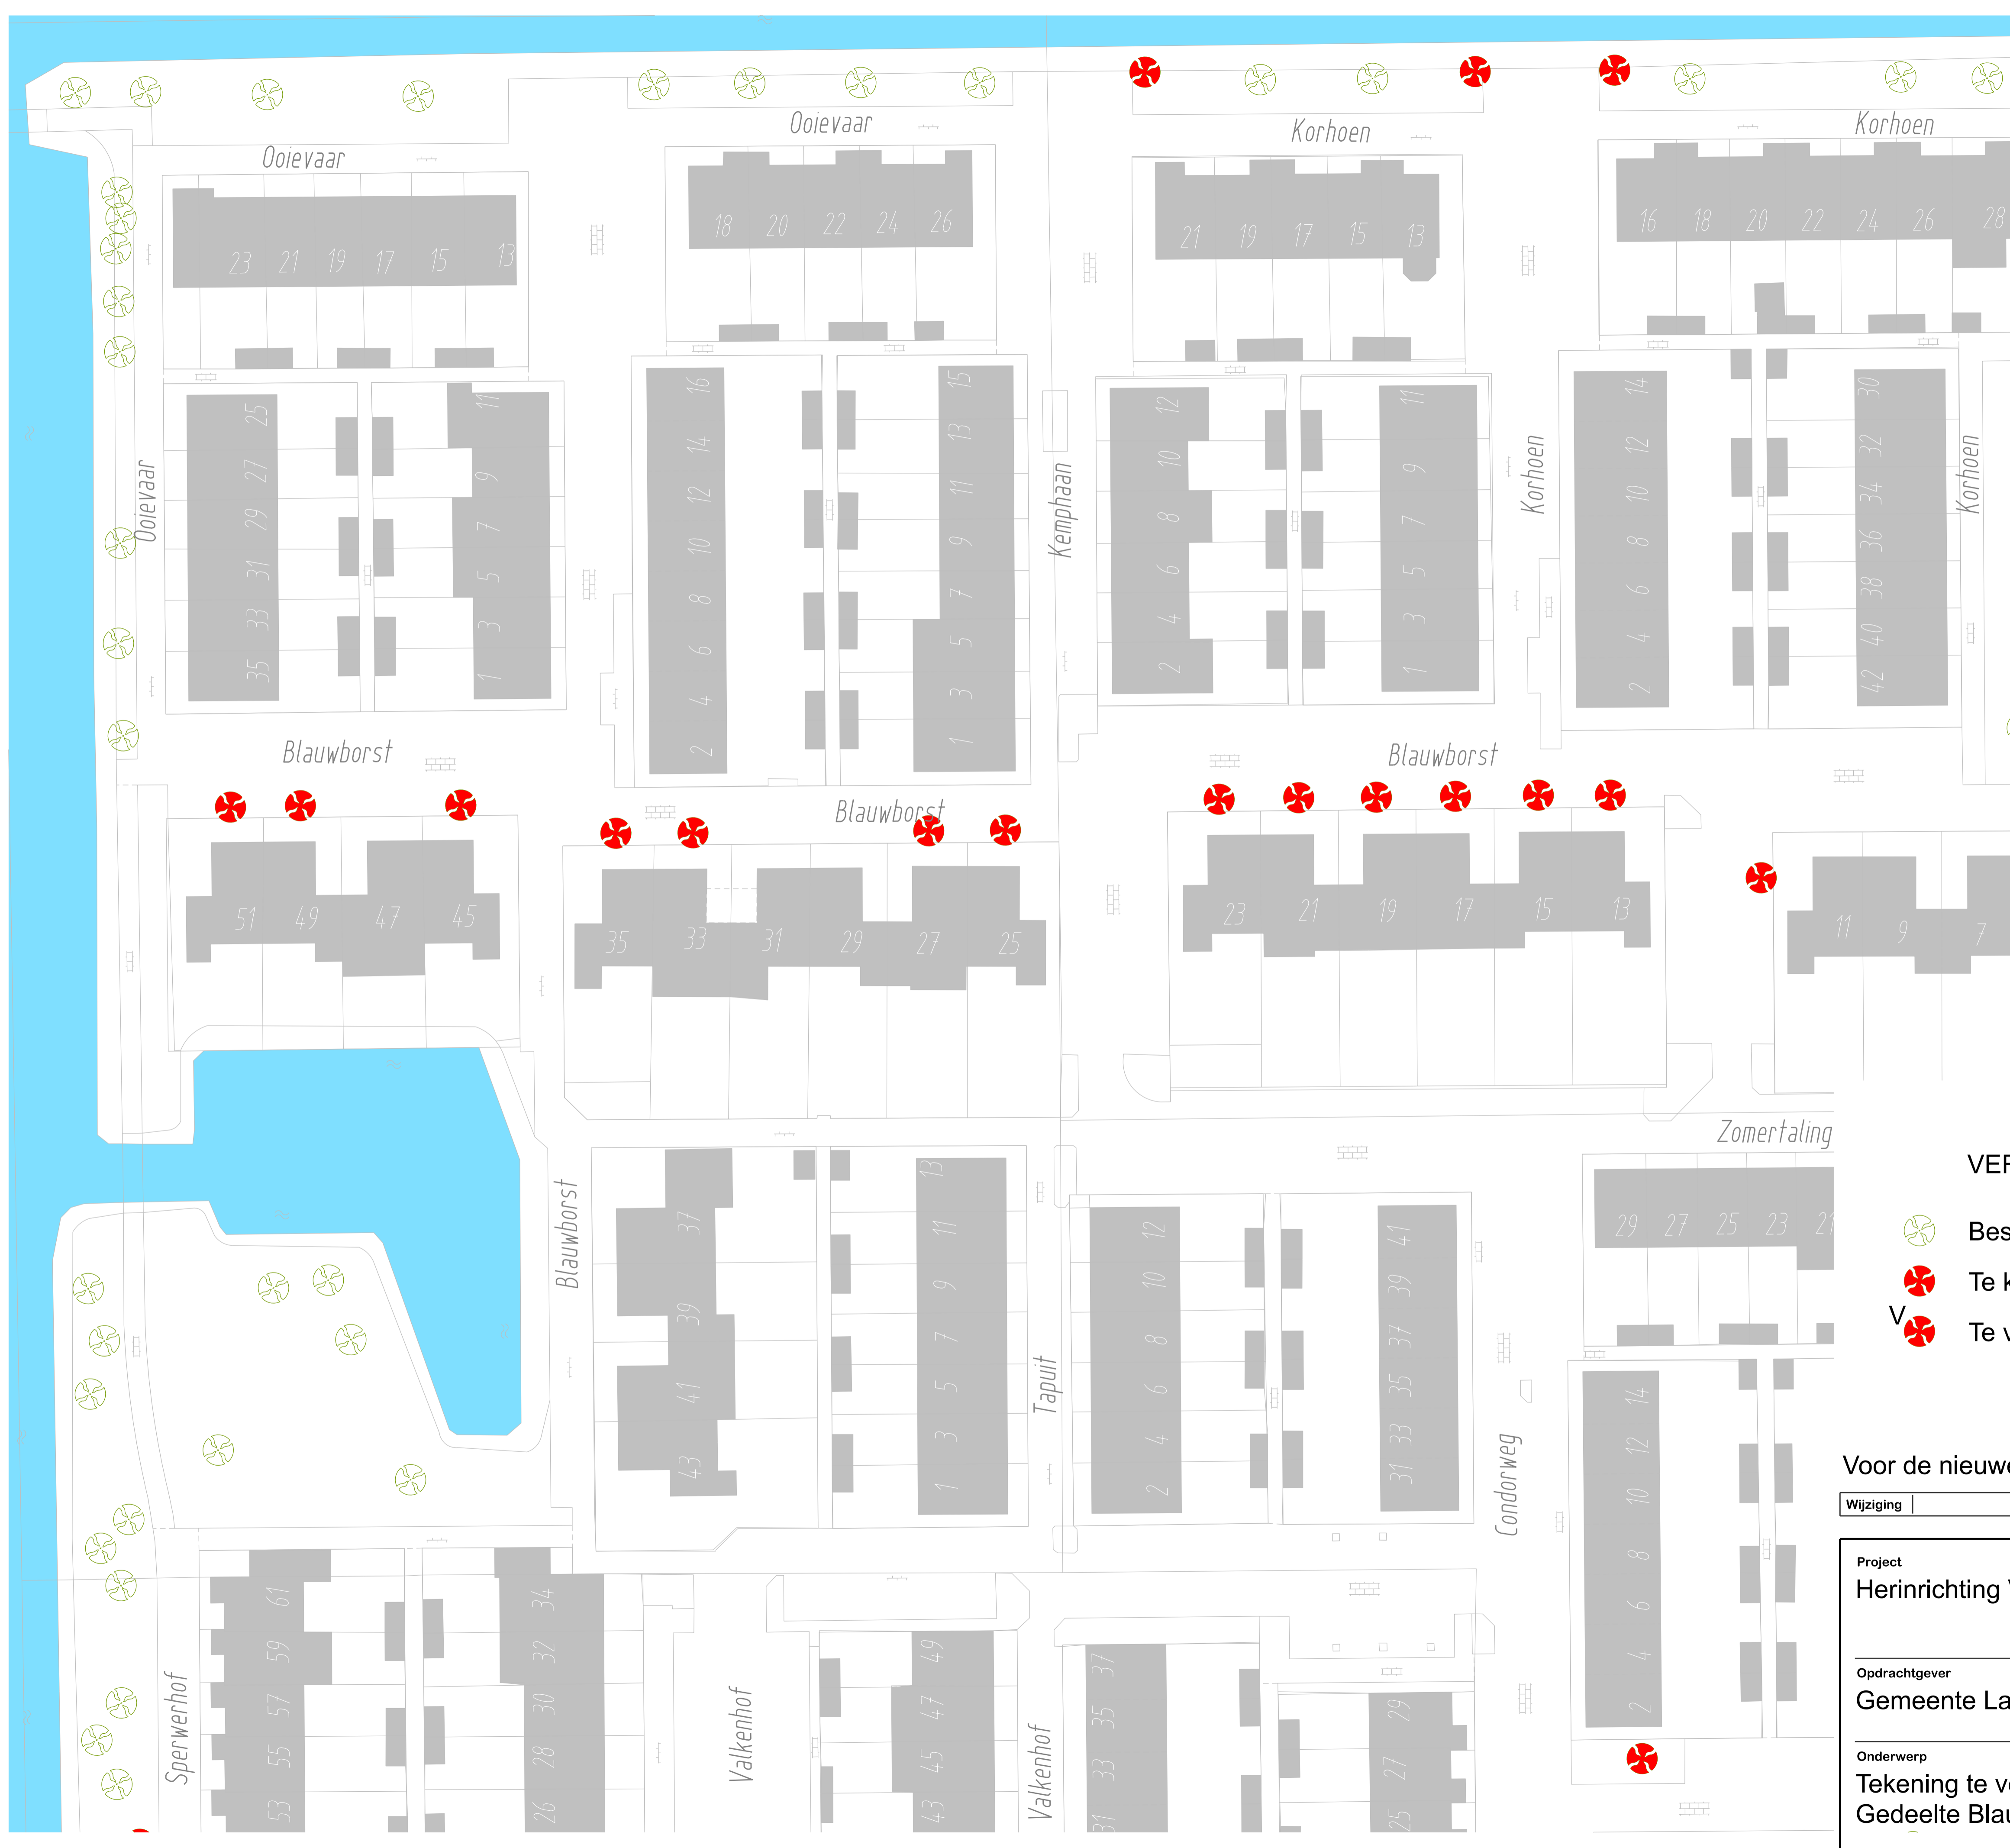 Ooievaar
Korhoen
Korhoen
Ooievaar
18 20 22 24 26
21 19 17 15 13
16 18 20 22 24 26 28
23 21 19 17 15 13
Ooievaar
25 27 29 31 33 35
11 9 7 5 3 1
16 14 12 10 8 6 4 2
15 13 11 9 7 5 3 1
Kemphaan
12 10 8 6 4 2
11 9 7 5 3 1
Korhoen
14 12 10 8 6 4 2
30 32 34 36 38 40 42
Korhoen
Blauwborst
Blauwborst
Blauwborst
51 49 47 45
35 33 31 29 27 25
23 21 19 17 15 13
11 9 7
Zomertaling
Blauwborst
37 39 41 43
13 11 9 7 5 3 1
Tapuit
12 10 8 6 4 2
41 39 37 35 33 31
Condorweg
29 27 25 23 21
14 12 10 8 6 4 2
Sperwerhof
61 59 57 55 53
34 32 30 28 26
Valkenhof
49 47 45 43
Valkenhof
37 35 33 31
29 27 25
VER
Bes
Te k
V
Te v
Voor de nieuwe
Wijziging
Project
Herinrichting V
Opdrachtgever
Gemeente La
Onderwerp
Tekening te ve
Gedeelte Blau